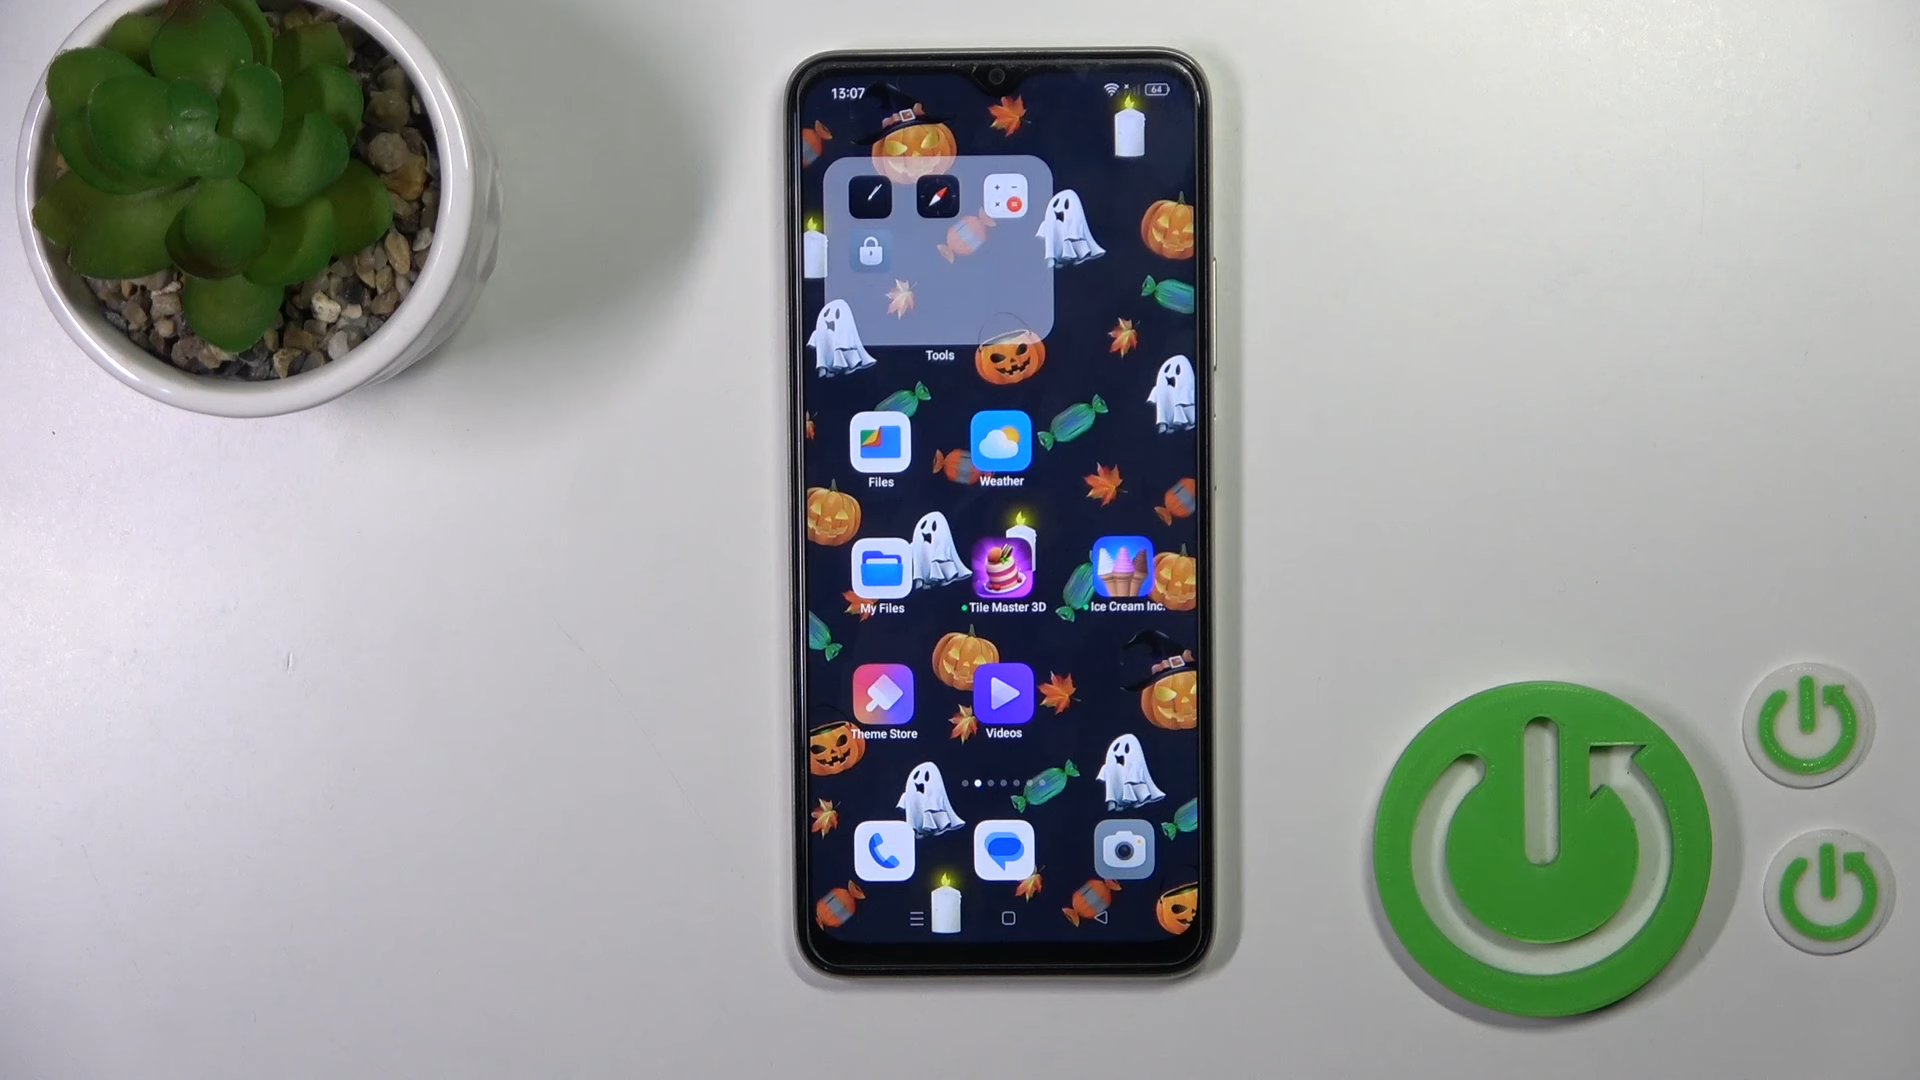 13:07
64
Tools
Files
Weather
My Files
Tile Master 3D
Ice Cream Inc.
Theme Store
Videos